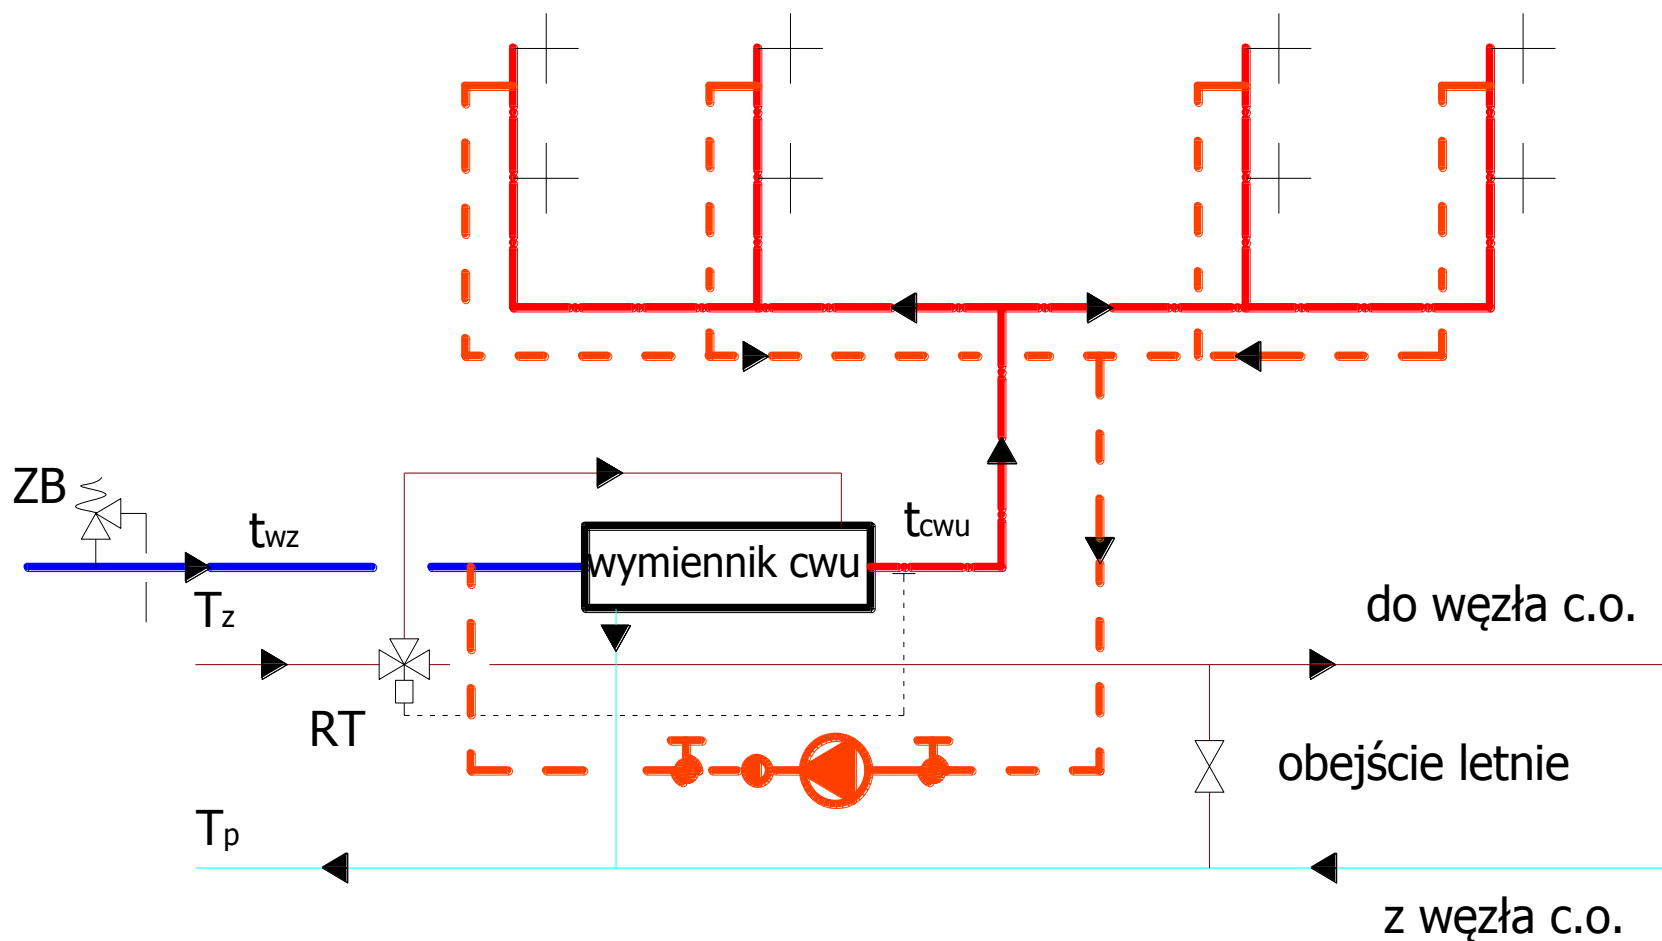 ZB
twz
tcwu
wymiennik cwu
Tz
do węzła c.o.
RT
obejście letnie
Tp
z węzła c.o.